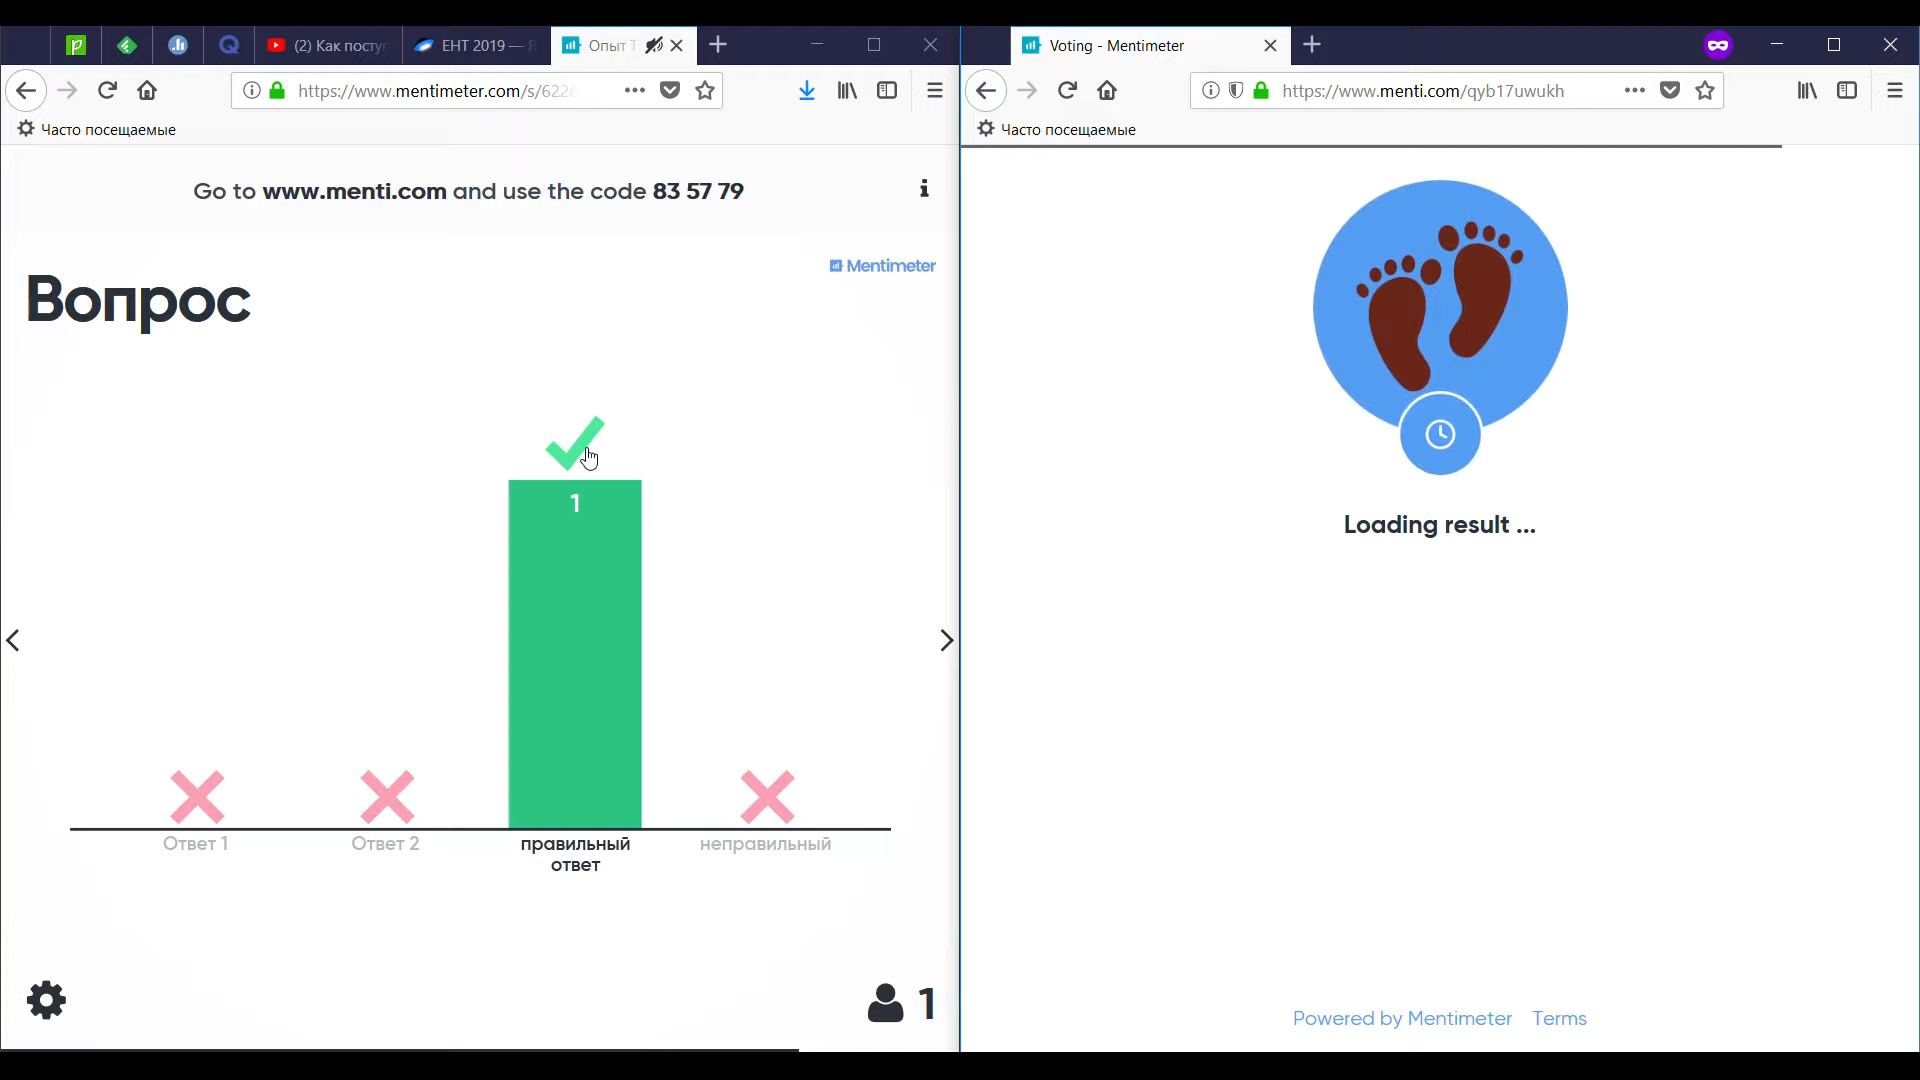 (2) Как посту
ЕНТ 2019 —
Опыт Т
Voting - Mentimeter
https://www.mentimeter.com/s/622
https://www.menti.com/qyb17uwukh
Часто посещаемые
Часто посещаемые
Go to www.menti.com and use the code 83 57 79
Mentimeter
Вопрос
1
Ответ 1
Ответ 2
правильный
ответ
неправильный
1
Loading result ...
Powered by Mentimeter
Terms